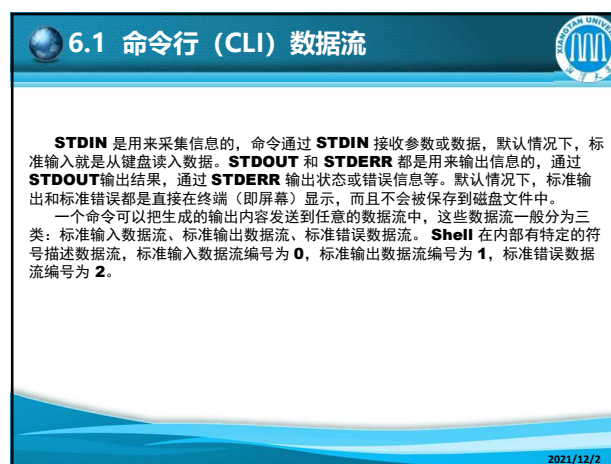 6.1 命令行（CLI）数据流
XIANGTAN UNIVE
STDIN 是用来采集信息的，命令通过 STDIN 接收参数或数据，默认情况下，标
准输入就是从键盘读入数据。STDOUT 和 STDERR 都是用来输出信息的，通过
STDOUT输出结果，通过 STDERR 输出状态或错误信息等。默认情况下，标准输
出和标准错误都是直接在终端（即屏幕）显示，而且不会被保存到磁盘文件中。
一个命令可以把生成的输出内容发送到任意的数据流中，这些数据流一般分为三
类：标准输入数据流、标准输出数据流、标准错误数据流。 Shell 在内部有特定的符
号描述数据流，标准输入数据流编号为 0，标准输出数据流编号为 1，标准错误数据
流编号为 2。
2021/12/2